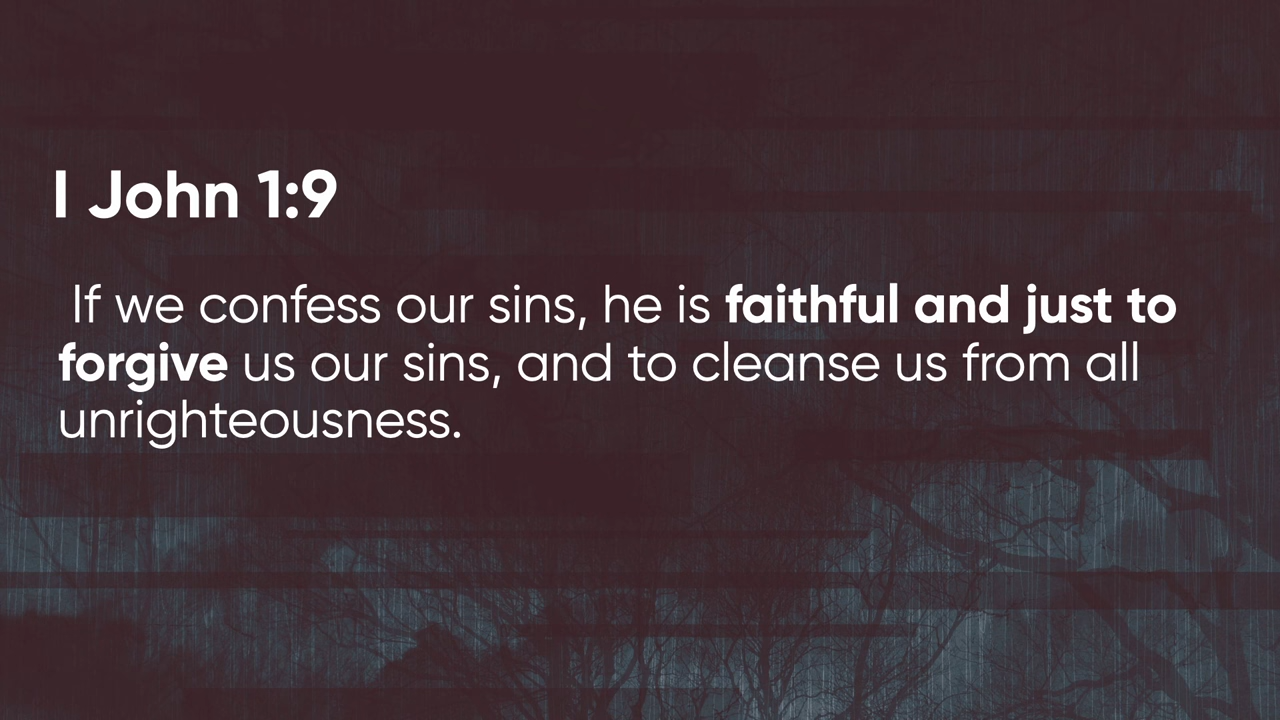 I John 1:9
If we confess our sins, he is faithful and just to
forgive us our sins, and to cleanse us from all
unrighteousness.